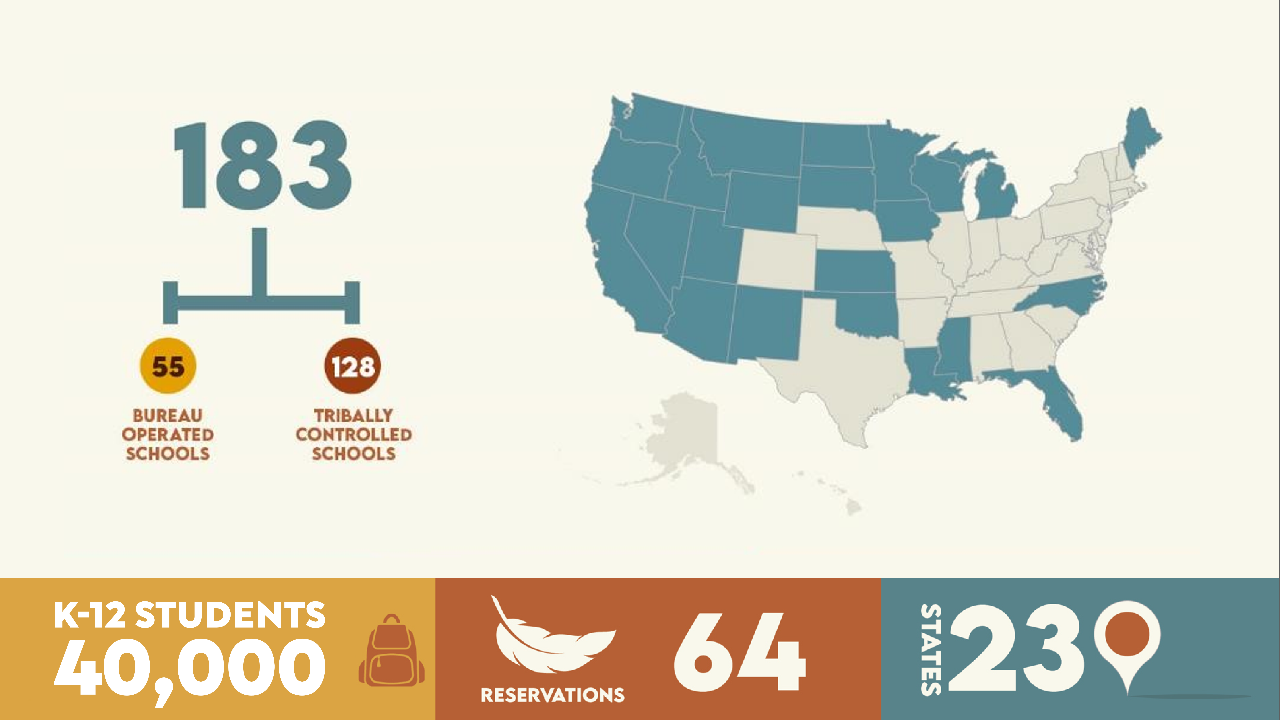 183
55
BUREAU
OPERATED
SCHOOLS
128
TRIBALLY
CONTROLLED
SCHOOLS
K-12 STUDENTS
40,000
RESERVATIONS
64
STATES
23